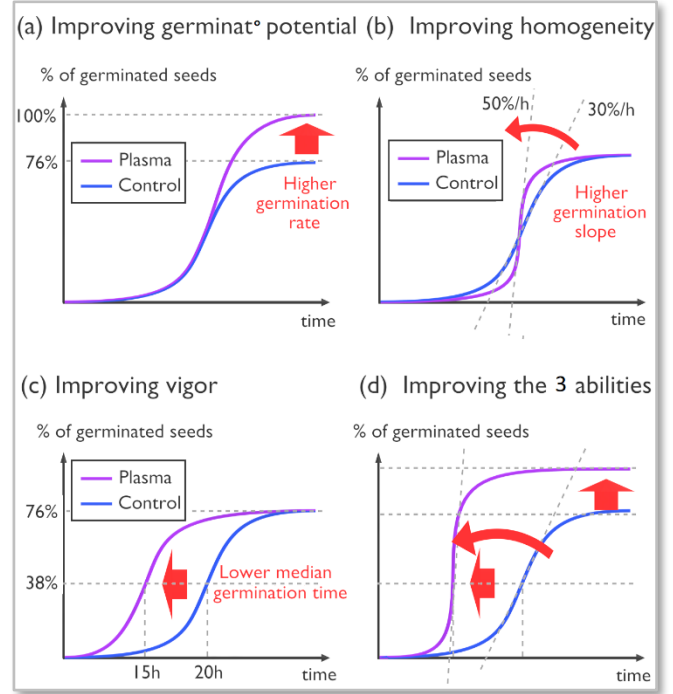 (a) Improving germinat° potential
% of germinated seeds
100%
76%
Plasma
Control
Higher
germination
rate
time
(b) Improving homogeneity
% of germinated seeds
50%/h
30%/h
Plasma
Control
Higher
germination
slope
time
(c) Improving vigor
% of germinated seeds
Plasma
Control
76%
38%
Lower median
germination time
15h
20h
time
(d) Improving the 3 abilities
% of germinated seeds
time